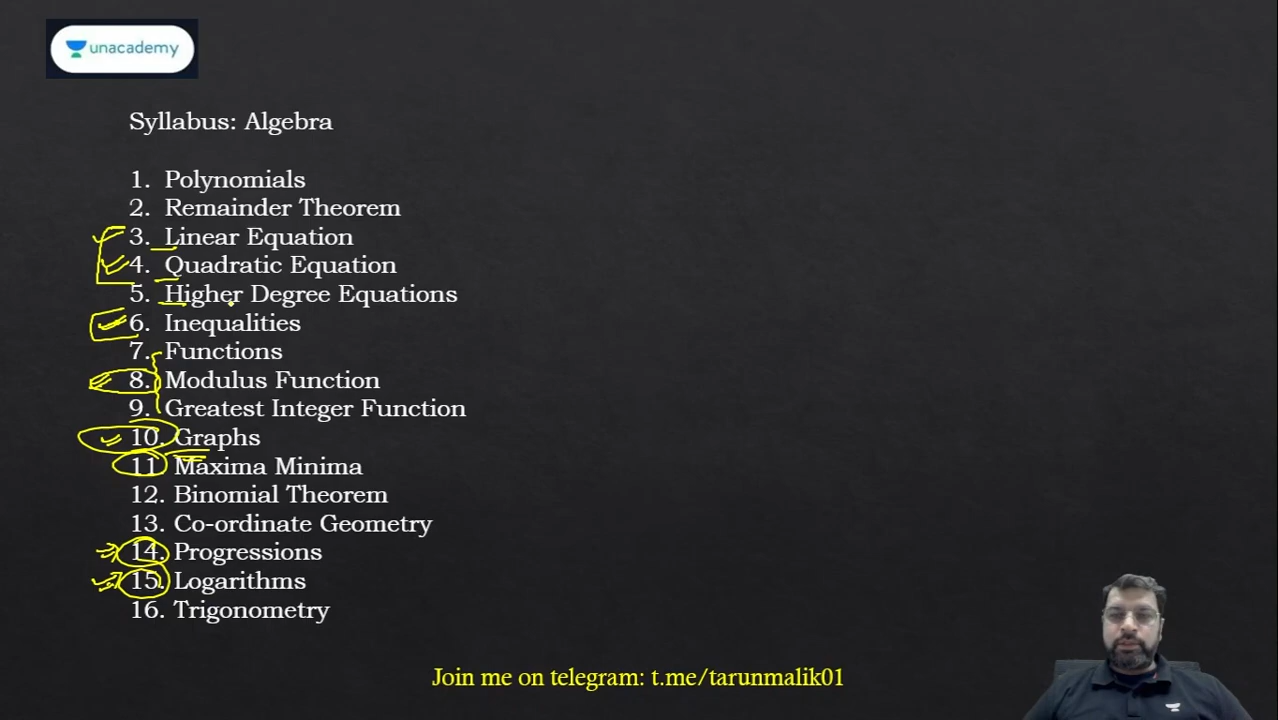 unacademy
Syllabus: Algebra
1. Polynomials
2. Remainder Theorem
3. Linear Equation
4. Quadratic Equation
5. Higher Degree Equations
6. Inequalities
7. Functions
8. Modulus Function
9. Greatest Integer Function
10. Graphs
11. Maxima Minima
12. Binomial Theorem
13. Co-ordinate Geometry
14. Progressions
15. Logarithms
16. Trigonometry
Join me on telegram: t.me/tarunmalik01